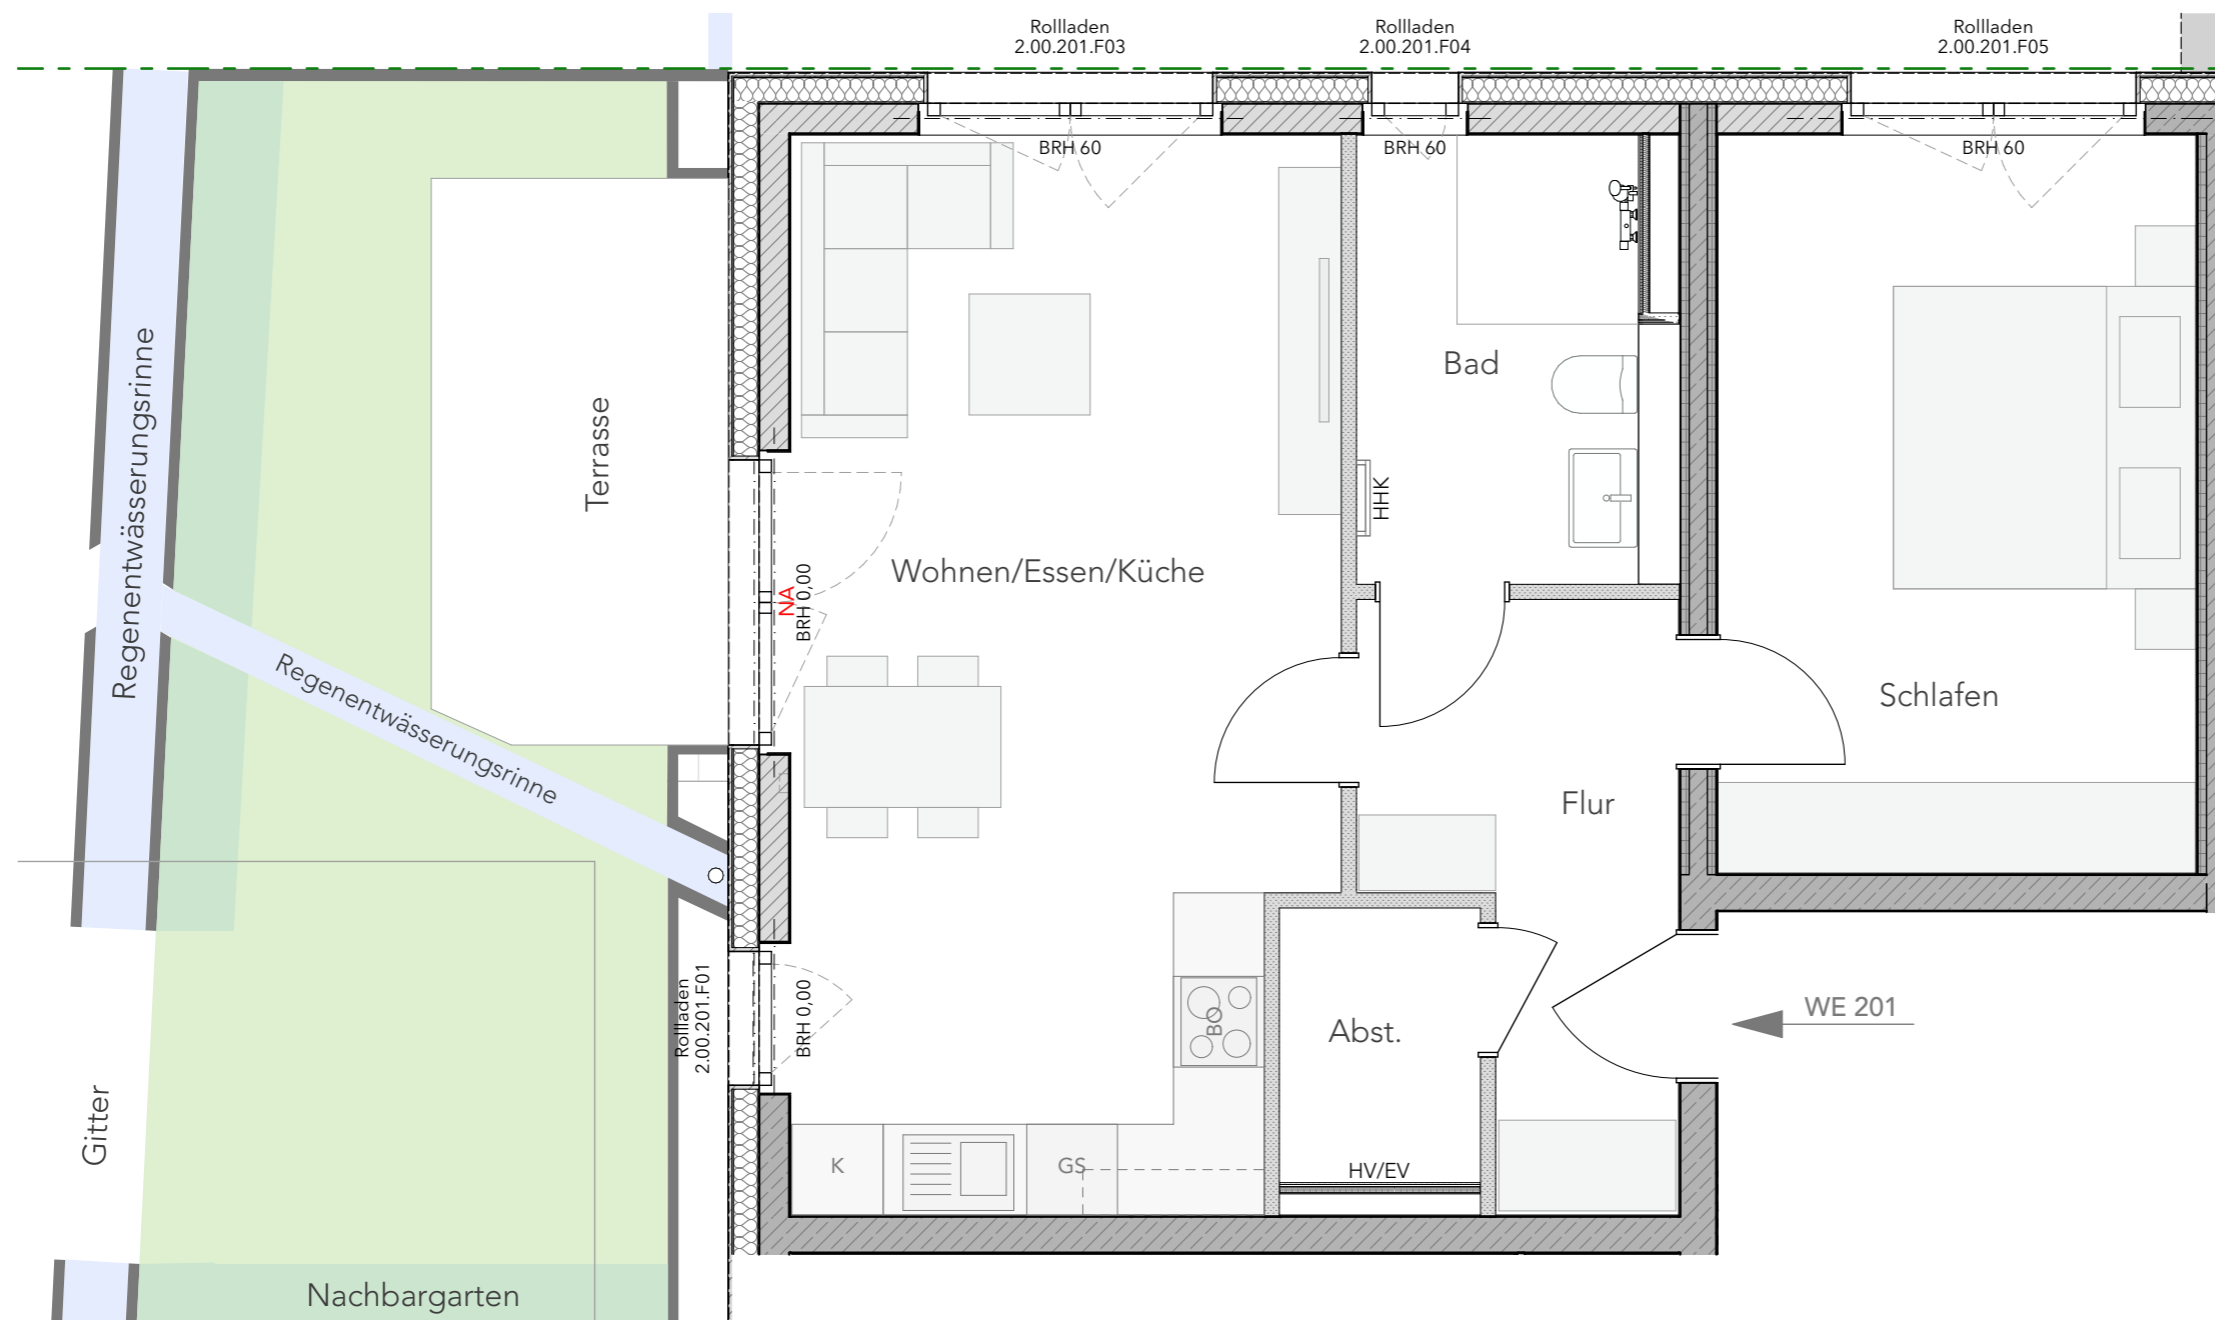 Rollladen
2.00.201.F03
Rollladen
2.00.201.F04
Rollladen
2.00.201.F05
BRH 60
BRH 60
BRH 60
Regenentwässerungsrinne
Terrasse
Bad
HHK
Wohnen/Essen/Küche
NA
BRH 0,00
Regenentwässerungsrinne
Schlafen
Flur
Rollladen
2.00.201.F01
BRH 0,00
BO
Abst.
WE 201
Gitter
K
GS
HV/EV
Nachbargarten